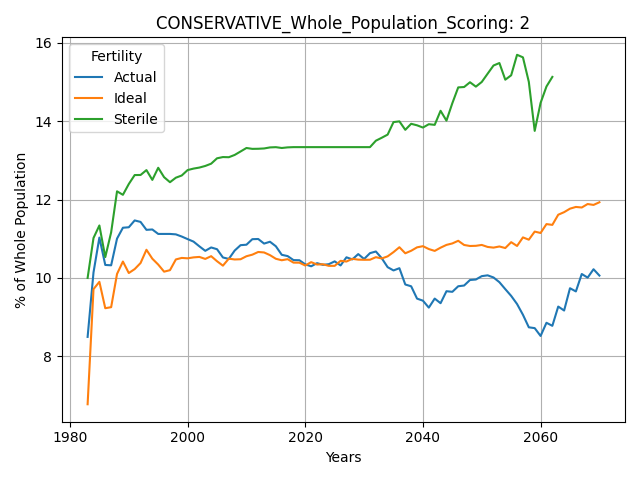 CONSERVATIVE_Whole_Population_Scoring: 2
Fertility
Actual
Ideal
Sterile
% of Whole Population
16
14
12
10
8
1980
2000
2020
2040
2060
Years